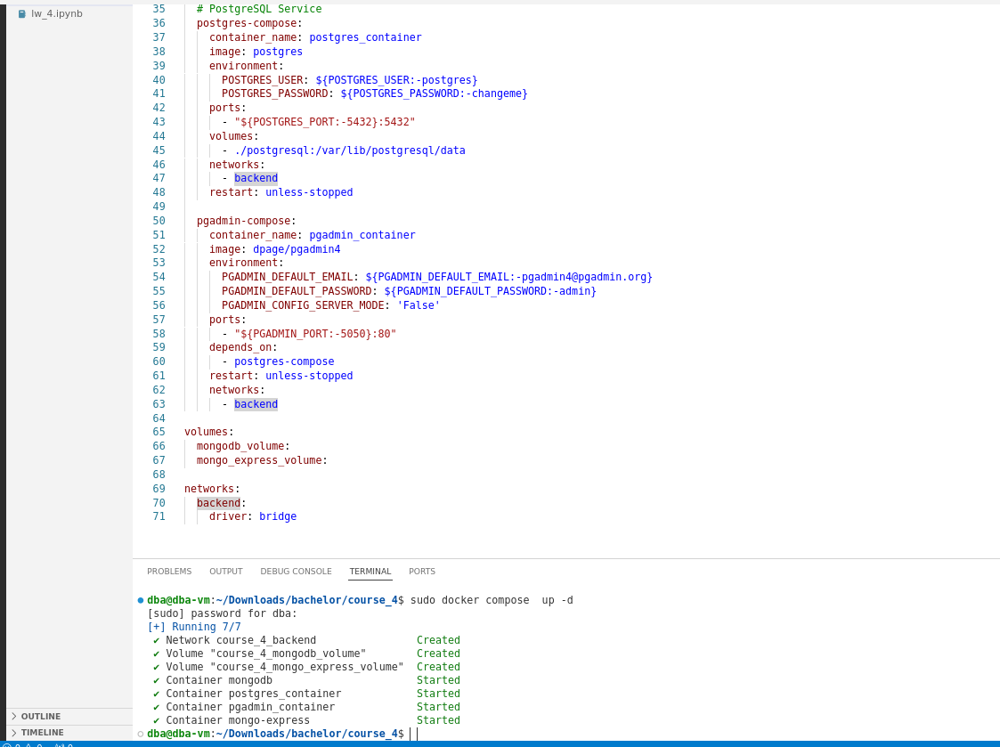 lw_4.ipynb
35 # PostgreSQL Service
36 postgres-compose:
37 container_name: postgres_container
38 image: postgres
39 environment:
40 POSTGRES_USER: ${POSTGRES_USER:-postgres}
41 POSTGRES_PASSWORD: ${POSTGRES_PASSWORD:-changeme}
42 ports:
43 - "${POSTGRES_PORT:-5432}:5432"
44 volumes:
45 - ./postgresql:/var/lib/postgresql/data
46 networks:
47 - backend
48 restart: unless-stopped
49
50 pgadmin-compose:
51 container_name: pgadmin_container
52 image: dpage/pgadmin4
53 environment:
54 PGADMIN_DEFAULT_EMAIL: ${PGADMIN_DEFAULT_EMAIL:-pgadmin4@pgadmin.org}
55 PGADMIN_DEFAULT_PASSWORD: ${PGADMIN_DEFAULT_PASSWORD:-admin}
56 PGADMIN_CONFIG_SERVER_MODE: 'False'
57 ports:
58 - "${PGADMIN_PORT:-5050}:80"
59 depends_on:
60 - postgres-compose
61 restart: unless-stopped
62 networks:
63 - backend
64
65 volumes:
66 mongodb_volume:
67 mongo_express_volume:
68
69 networks:
70 backend:
71 driver: bridge
PROBLEMS OUTPUT DEBUG CONSOLE TERMINAL PORTS
dba@dba-vm:~/Downloads/bachelor/course_4$ sudo docker compose  up -d
[sudo] password for dba:
[+] Running 7/7
✔ Network course_4_backend Created
✔ Volume "course_4_mongodb_volume" Created
✔ Volume "course_4_mongo_express_volume" Created
✔ Container mongodb Started
✔ Container postgres_container Started
✔ Container pgadmin_container Started
✔ Container mongo-express Started
dba@dba-vm:~/Downloads/bachelor/course_4$
OUTLINE
TIMELINE